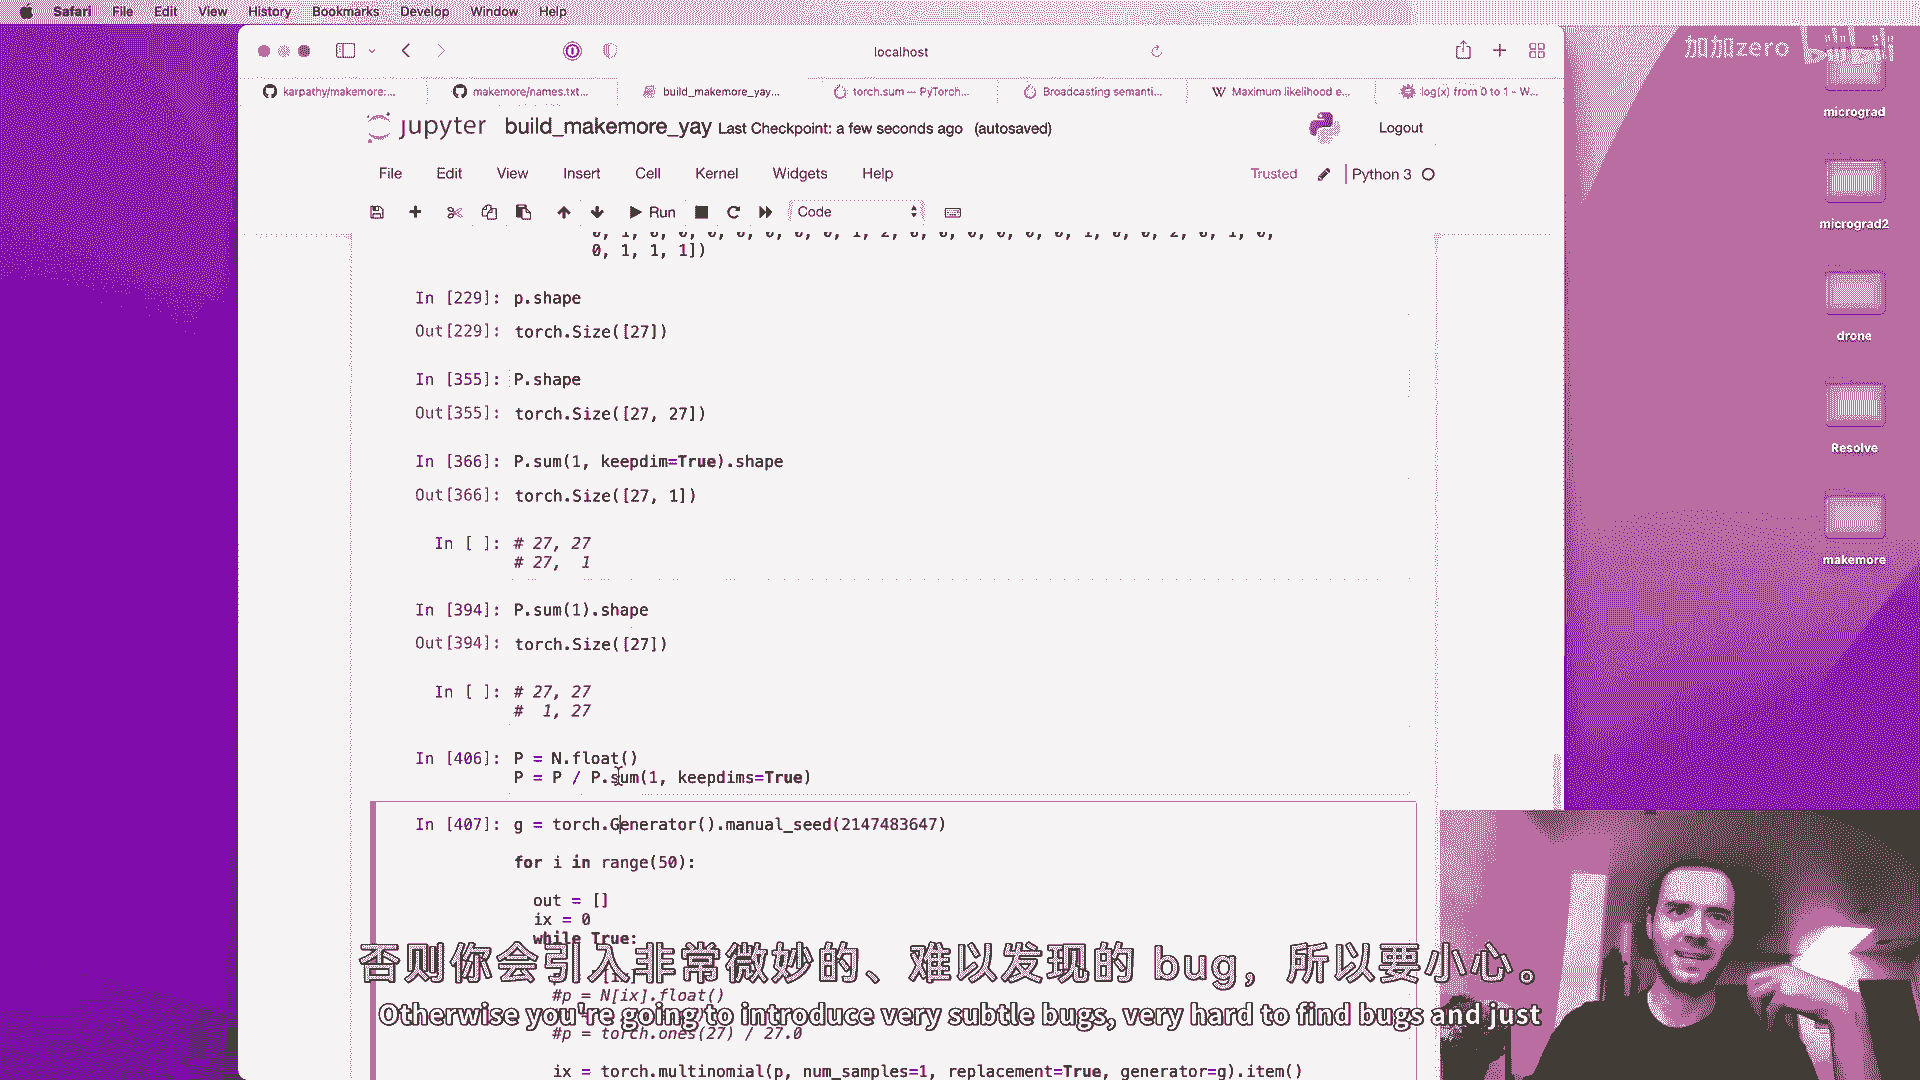 Safari File Edit View History Bookmarks Develop Window Help
加加zero bilibili
localhost
karpathy/makemore:...
makemore/names.txt...
build_makemore_yay...
torch.sum — PyTorch...
Broadcasting semanti...
Maximum likelihood e...
log(x) from 0 to 1 - W...
jupyter build_makemore_yay Last Checkpoint: a few seconds ago (autosaved)
Logout
File Edit View Insert Cell Kernel Widgets Help
Trusted Python 3
Run Code
0, 1, 1, 1])
In [229]: p.shape
Out[229]: torch.Size([27])
In [355]: P.shape
Out[355]: torch.Size([27, 27])
In [366]: P.sum(1, keepdim=True).shape
Out[366]: torch.Size([27, 1])
In [ ]: # 27, 27
# 27,  1
In [394]: P.sum(1).shape
Out[394]: torch.Size([27])
In [ ]: # 27, 27
#  1, 27
In [406]: P = N.float()
P = P / P.sum(1, keepdims=True)
In [407]: g = torch.Generator().manual_seed(2147483647)
for i in range(50):
out = []
ix = 0
while True:
#p = N[ix].float()
#p = torch.ones(27) / 27.0
ix = torch.multinomial(p, num_samples=1, replacement=True, generator=g).item()
否则你会引入非常微妙的、难以发现的 bug，所以要小心。
Otherwise you're going to introduce very subtle bugs, very hard to find bugs and just
micrograd
micrograd2
drone
Resolve
makemore